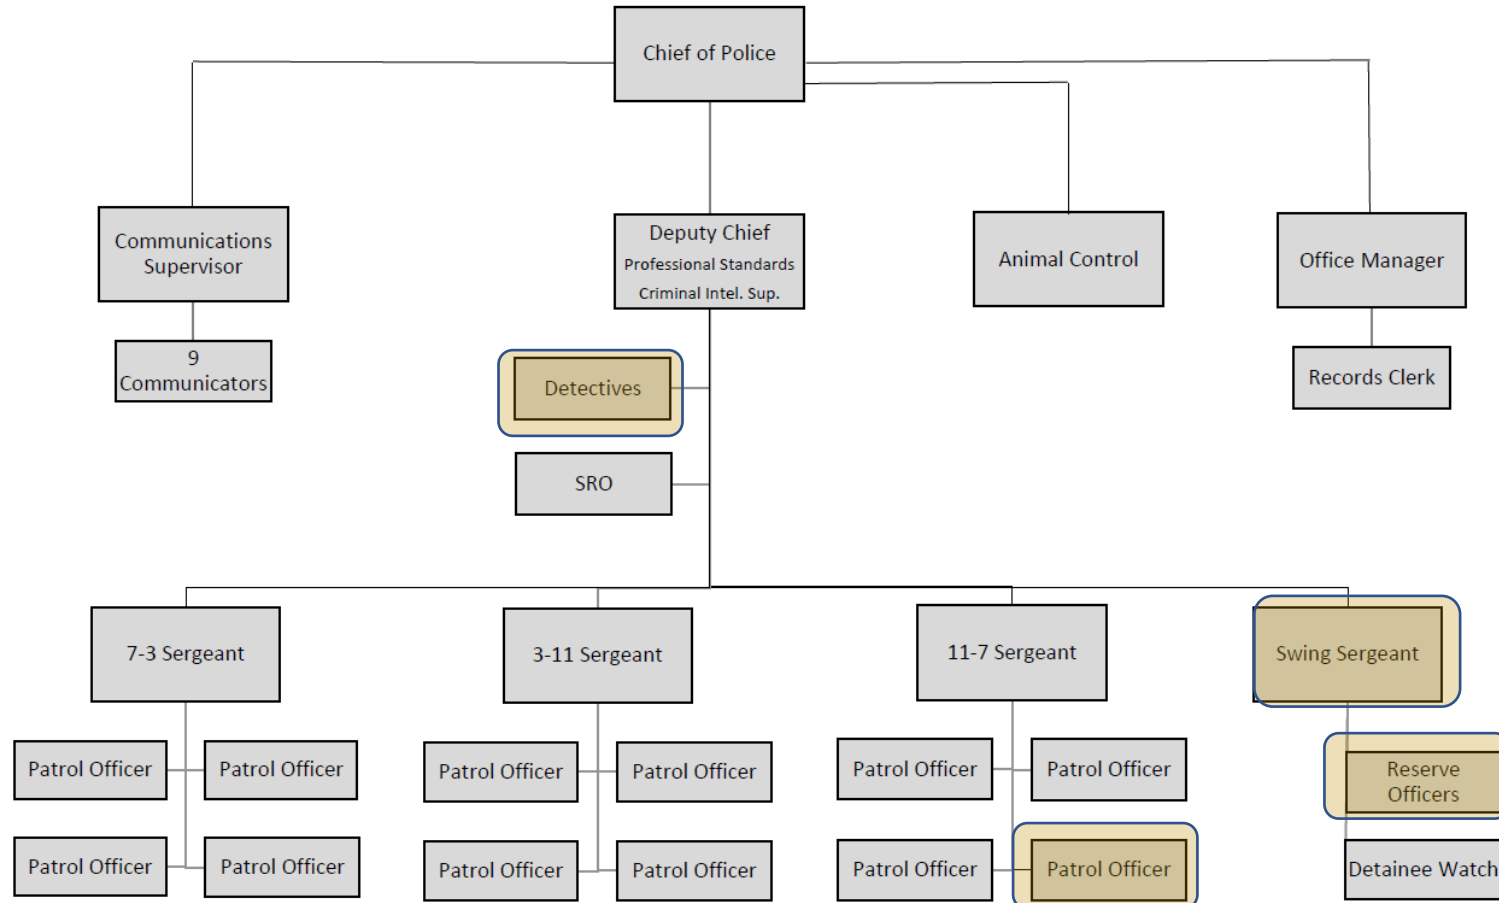 Chief of Police
Communications
Supervisor
Deputy Chief
Professional Standards
Criminal Intel. Sup.
Animal Control
Office Manager
9
Communicators
Records Clerk
Detectives
SRO
7-3 Sergeant
3-11 Sergeant
11-7 Sergeant
Swing Sergeant
Patrol Officer
Patrol Officer
Patrol Officer
Patrol Officer
Patrol Officer
Patrol Officer
Reserve
Officers
Patrol Officer
Patrol Officer
Patrol Officer
Patrol Officer
Patrol Officer
Patrol Officer
Detainee Watch